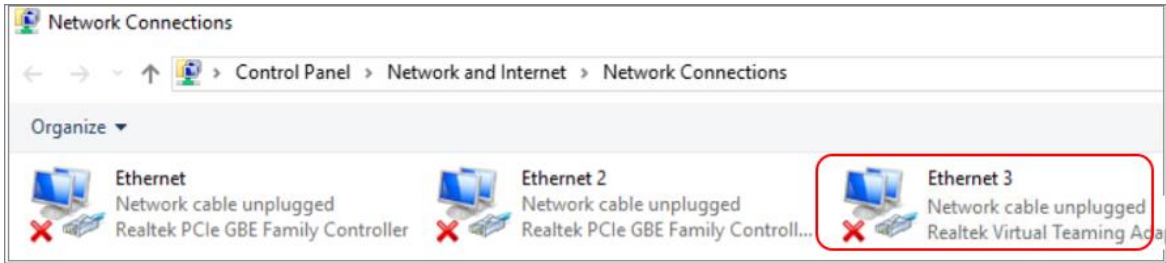 Network Connections
Control Panel > Network and Internet > Network Connections
Organize
Ethernet
Network cable unplugged
Realtek PCIe GBE Family Controller
Ethernet 2
Network cable unplugged
Realtek PCIe GBE Family Controll...
Ethernet 3
Network cable unplugged
Realtek Virtual Teaming Ada